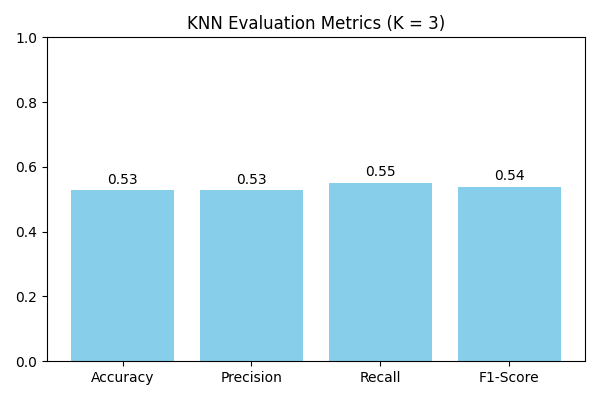 KNN Evaluation Metrics (K = 3)
1.0
0.8
0.6
0.4
0.2
0.0
0.53
0.53
0.55
0.54
Accuracy
Precision
Recall
F1-Score